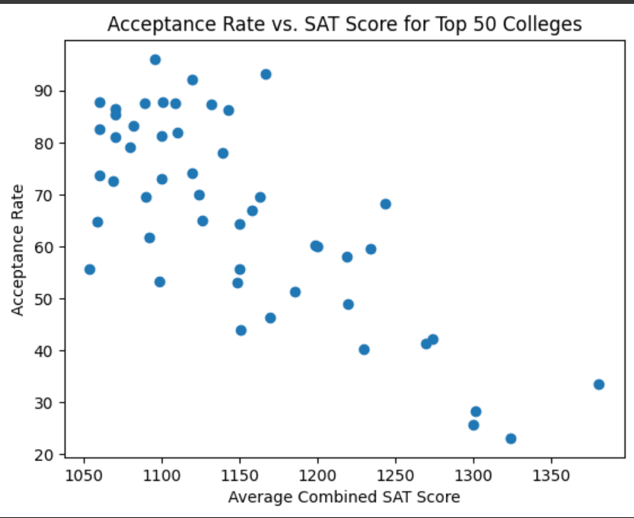 Acceptance Rate vs. SAT Score for Top 50 Colleges
Acceptance Rate
90
80
70
60
50
40
30
20
1050 1100 1150 1200 1250 1300 1350
Average Combined SAT Score